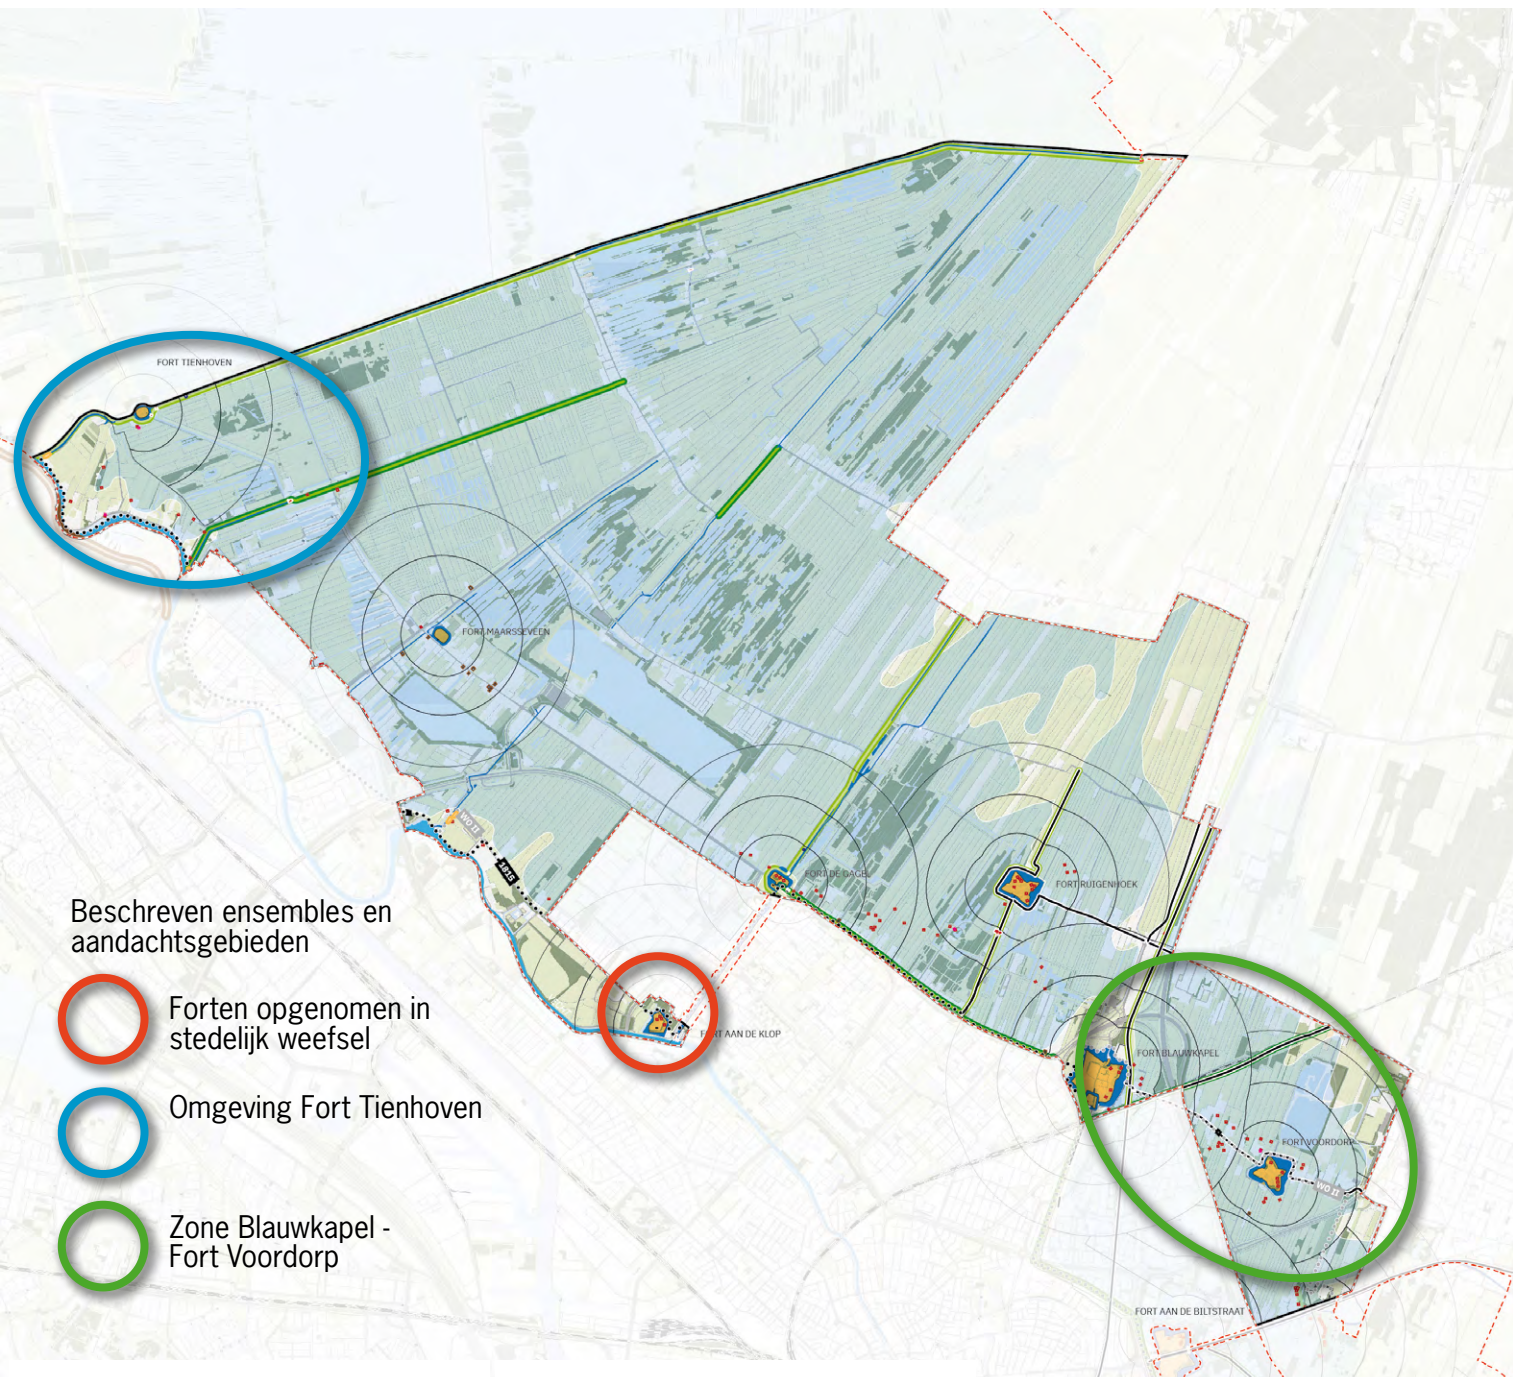 FORT TIENHOVEN
FORT MAARSSEVEEN
WO II
1815
FORT DE GAGEL
FORT RUIGENHOEK
Beschreven ensembles en
aandachtsgebieden
Forten opgenomen in
stedelijk weefsel
Omgeving Fort Tienhoven
Zone Blauwkapel -
Fort Voordorp
FORT AAN DE KLOP
FORT BLAUWKAPEL
FORT VOORDORP
WO II
FORT AAN DE BILTSTRAAT